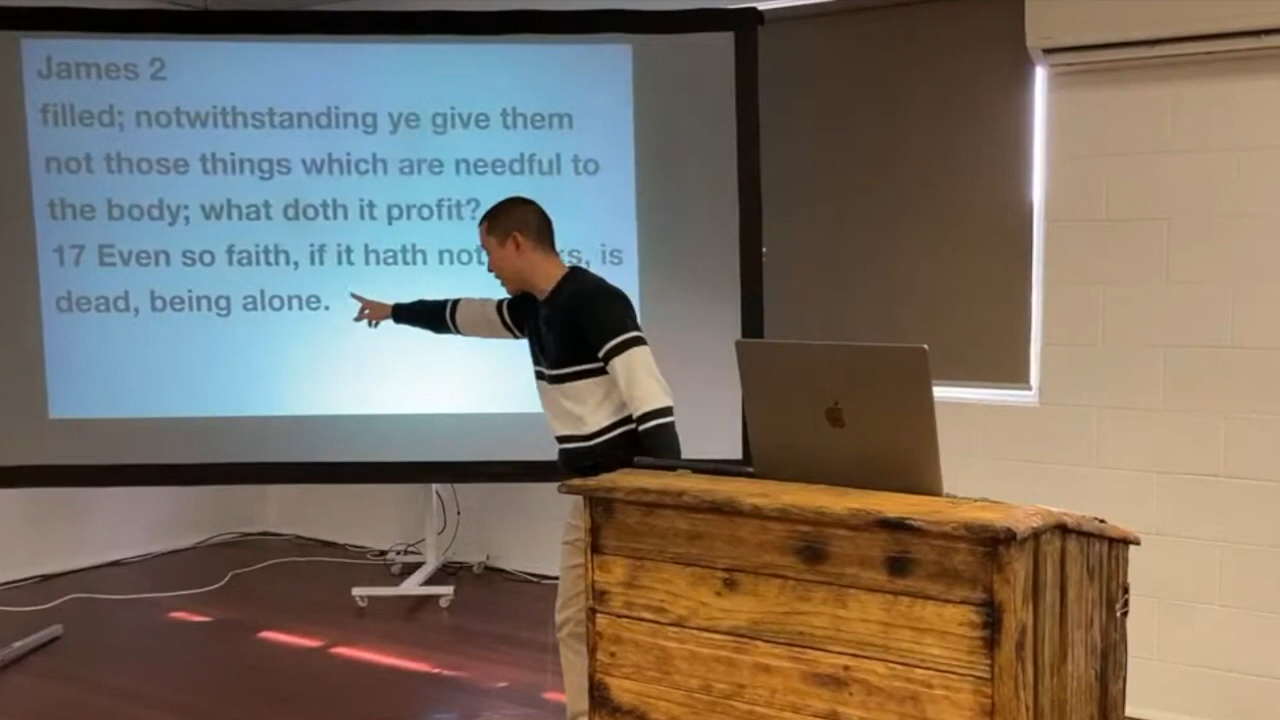 James 2
filled; notwithstanding ye give them
not those things which are needful to
the body; what doth it profit?
17 Even so faith, if it hath not is
dead, being alone.